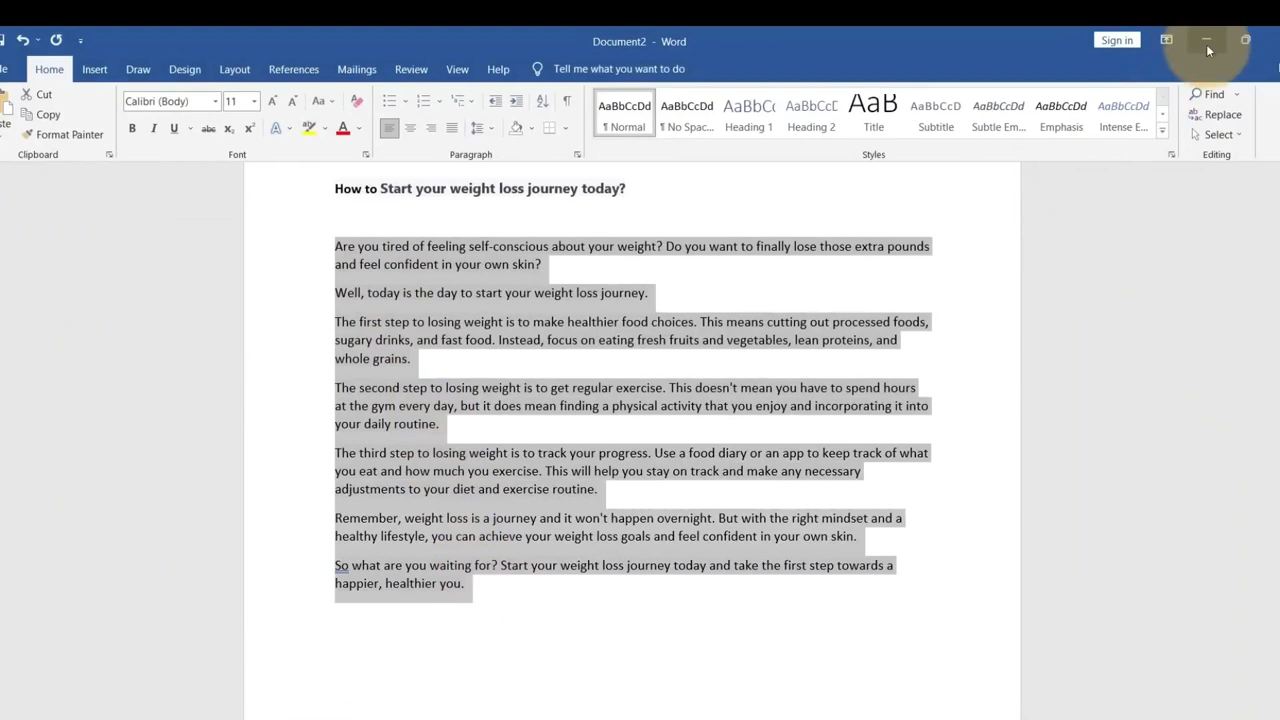 Document2 - Word
Sign in
Home Insert Draw Design Layout References Mailings Review View Help Tell me what you want to do
Cut
Copy
Format Painter
Clipboard
Calibri (Body) 11
Font
Paragraph
AaBbCcDd AaBbCcDd AaBbCc AaBbCcD AaB AaBbCcD AaBbCcDd AaBbCcDd AaBbCcDd
¶ Normal ¶ No Spac... Heading 1 Heading 2 Title Subtitle Subtle Em... Emphasis Intense E...
Styles
Find
Replace
Select
Editing
How to Start your weight loss journey today?
Are you tired of feeling self-conscious about your weight? Do you want to finally lose those extra pounds
and feel confident in your own skin?
Well, today is the day to start your weight loss journey.
The first step to losing weight is to make healthier food choices. This means cutting out processed foods,
sugary drinks, and fast food. Instead, focus on eating fresh fruits and vegetables, lean proteins, and
whole grains.
The second step to losing weight is to get regular exercise. This doesn't mean you have to spend hours
at the gym every day, but it does mean finding a physical activity that you enjoy and incorporating it into
your daily routine.
The third step to losing weight is to track your progress. Use a food diary or an app to keep track of what
you eat and how much you exercise. This will help you stay on track and make any necessary
adjustments to your diet and exercise routine.
Remember, weight loss is a journey and it won't happen overnight. But with the right mindset and a
healthy lifestyle, you can achieve your weight loss goals and feel confident in your own skin.
So what are you waiting for? Start your weight loss journey today and take the first step towards a
happier, healthier you.